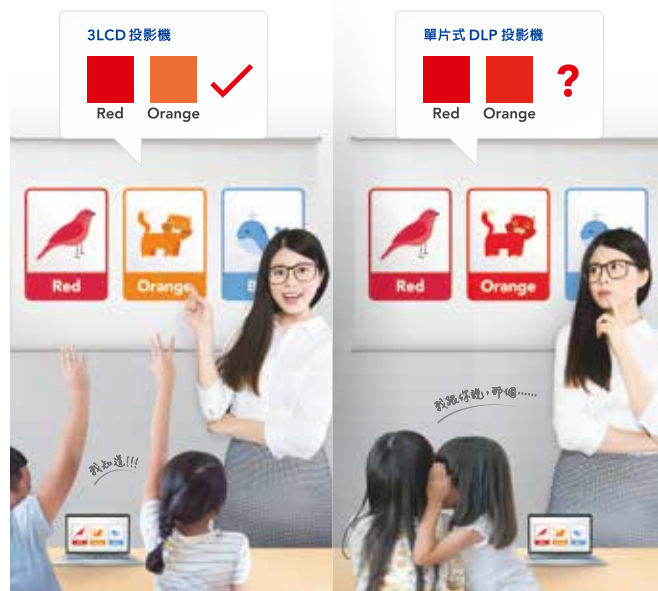 3LCD 投影機
Red Orange
Red Orange B
我知道!!!
單片式 DLP 投影機
Red Orange
?
Red Orange
我跟你說，那個......